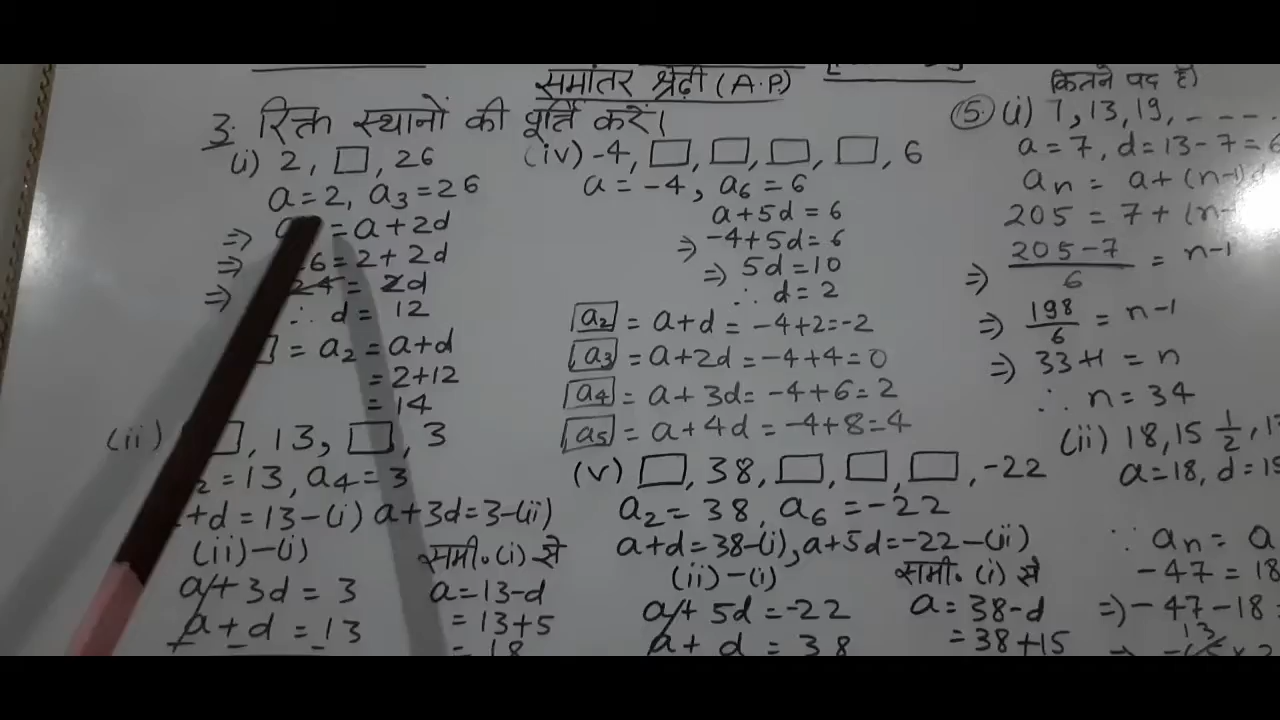 समांतर श्रेढ़ी (A.P.)
3. रिक्त स्थानों की पूर्ति करें।
(i) 2, □, 26
a = 2, a₃ = 26
⇒ = a + 2d
⇒ 6 = 2 + 2d
⇒ 24 = 2d
∴ d = 12
□ = a₂ = a + d
= 2 + 12
= 14
(ii) □, 13, □, 3
₂ = 13, a₄ = 3
+ d = 13 – (i) a + 3d = 3 – (ii)
(ii) – (i)
a + 3d = 3
a + d = 13
समी. (i) से
a = 13 - d
= 13 + 5
= 18
(iv) -4, □, □, □, □, 6
a = -4, a₆ = 6
a + 5d = 6
⇒ -4 + 5d = 6
⇒ 5d = 10
∴ d = 2
a₂ = a + d = -4 + 2 = -2
a₃ = a + 2d = -4 + 4 = 0
a₄ = a + 3d = -4 + 6 = 2
a₅ = a + 4d = -4 + 8 = 4
(v) □, 38, □, □, □, -22
a₂ = 38, a₆ = -22
a + d = 38 – (i), a + 5d = -22 – (ii)
(ii) – (i)
a + 5d = -22
a + d = 38
समी. (i) से
a = 38 - d
= 38 + 15
कितने पद हैं।
5 (i) 7, 13, 19, - - - -
a = 7, d = 13 - 7 = 6
aₙ = a + (n-1)d
205 = 7 + (n-
⇒ 205-7/6 = n-1
⇒ 198/6 = n-1
⇒ 33 + 1 = n
∴ n = 34
(ii) 18, 15 1/2, 13
a = 18, d = 15
∵ aₙ = a
-47 = 18
⇒ -47 - 18 =